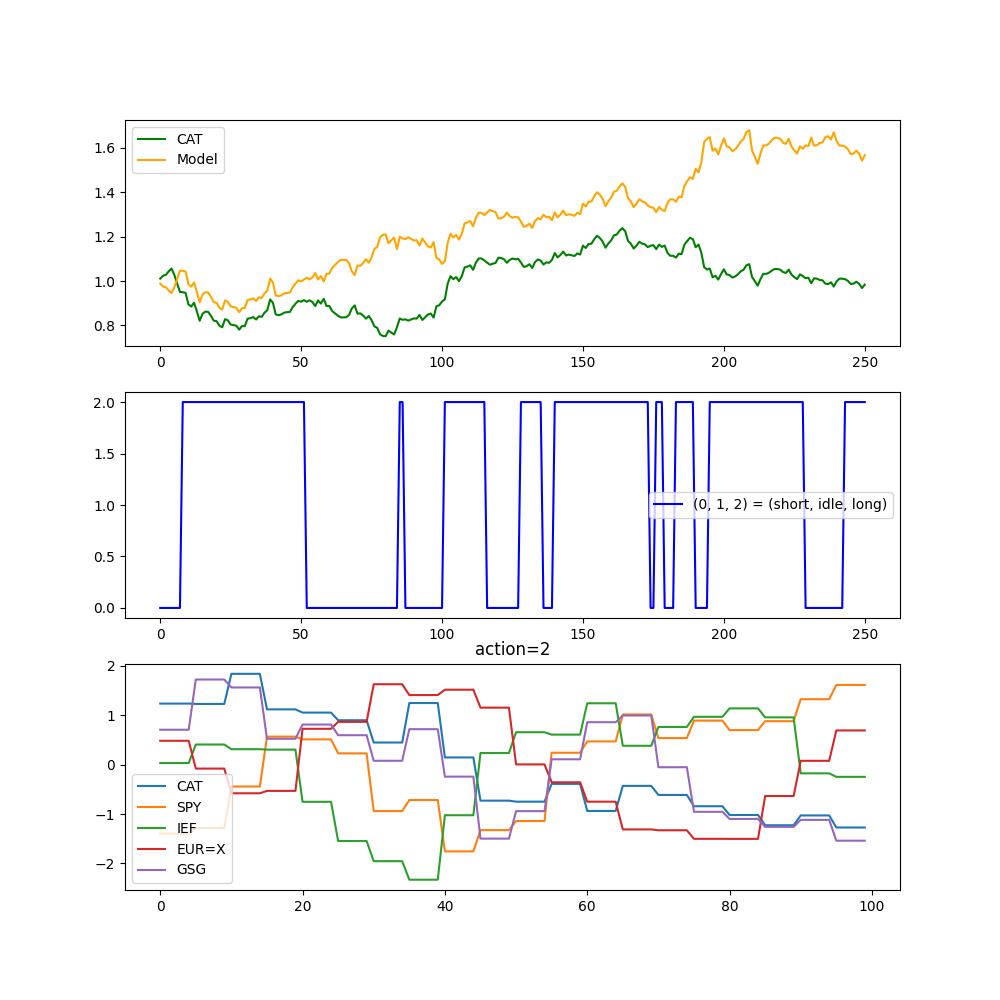 CAT
Model
1.6
1.4
1.2
1.0
0.8
0 50 100 150 200 250
2.0
1.5
1.0
0.5
0.0
(0, 1, 2) = (short, idle, long)
0 50 100 150 200 250
action=2
2
1
0
−1
−2
CAT
SPY
IEF
EUR=X
GSG
0 20 40 60 80 100